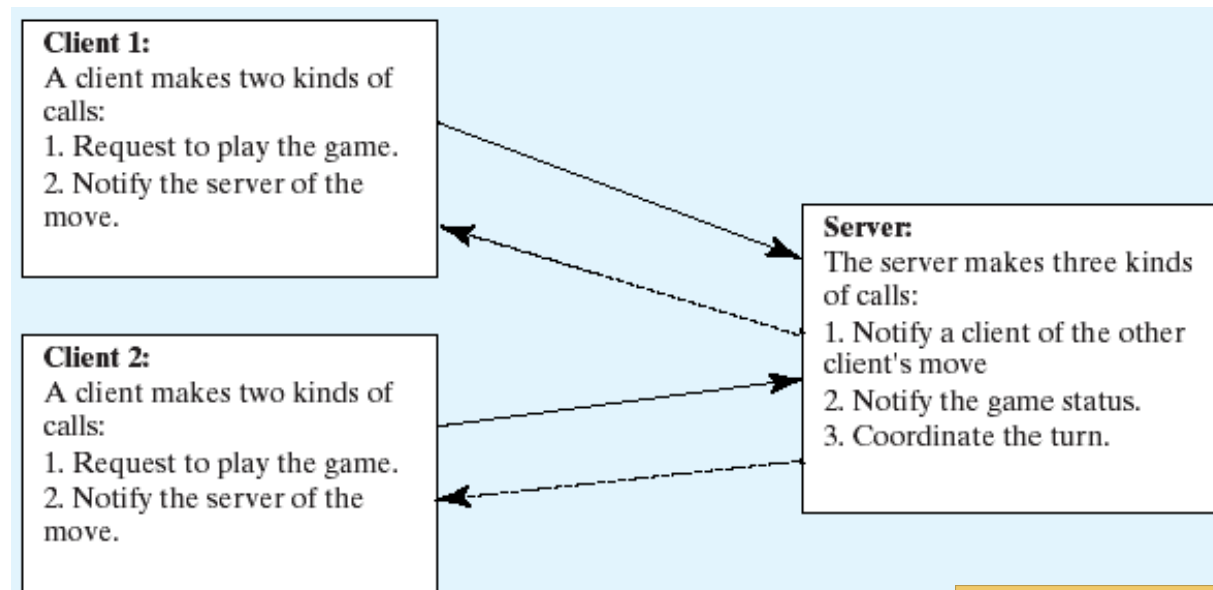 Client 1:
A client makes two kinds of
calls:
1. Request to play the game.
2. Notify the server of the
move.
Client 2:
A client makes two kinds of
calls:
1. Request to play the game.
2. Notify the server of the
move.
Server:
The server makes three kinds
of calls:
1. Notify a client of the other
client's move
2. Notify the game status.
3. Coordinate the turn.